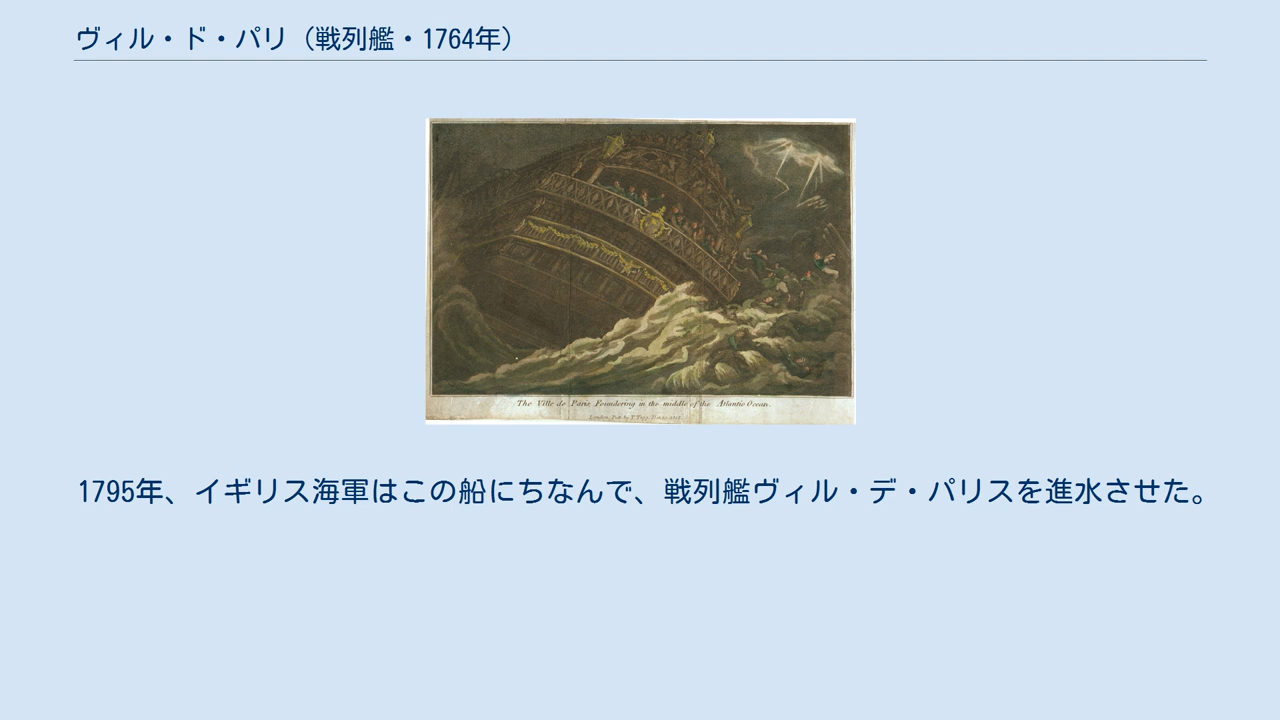 ヴィル・ド・パリ（戦列艦・1764年）
The Ville de Paris, Foundering in the middle of the Atlantic Ocean.
1795年、イギリス海軍はこの船にちなんで、戦列艦ヴィル・デ・パリスを進水させた。